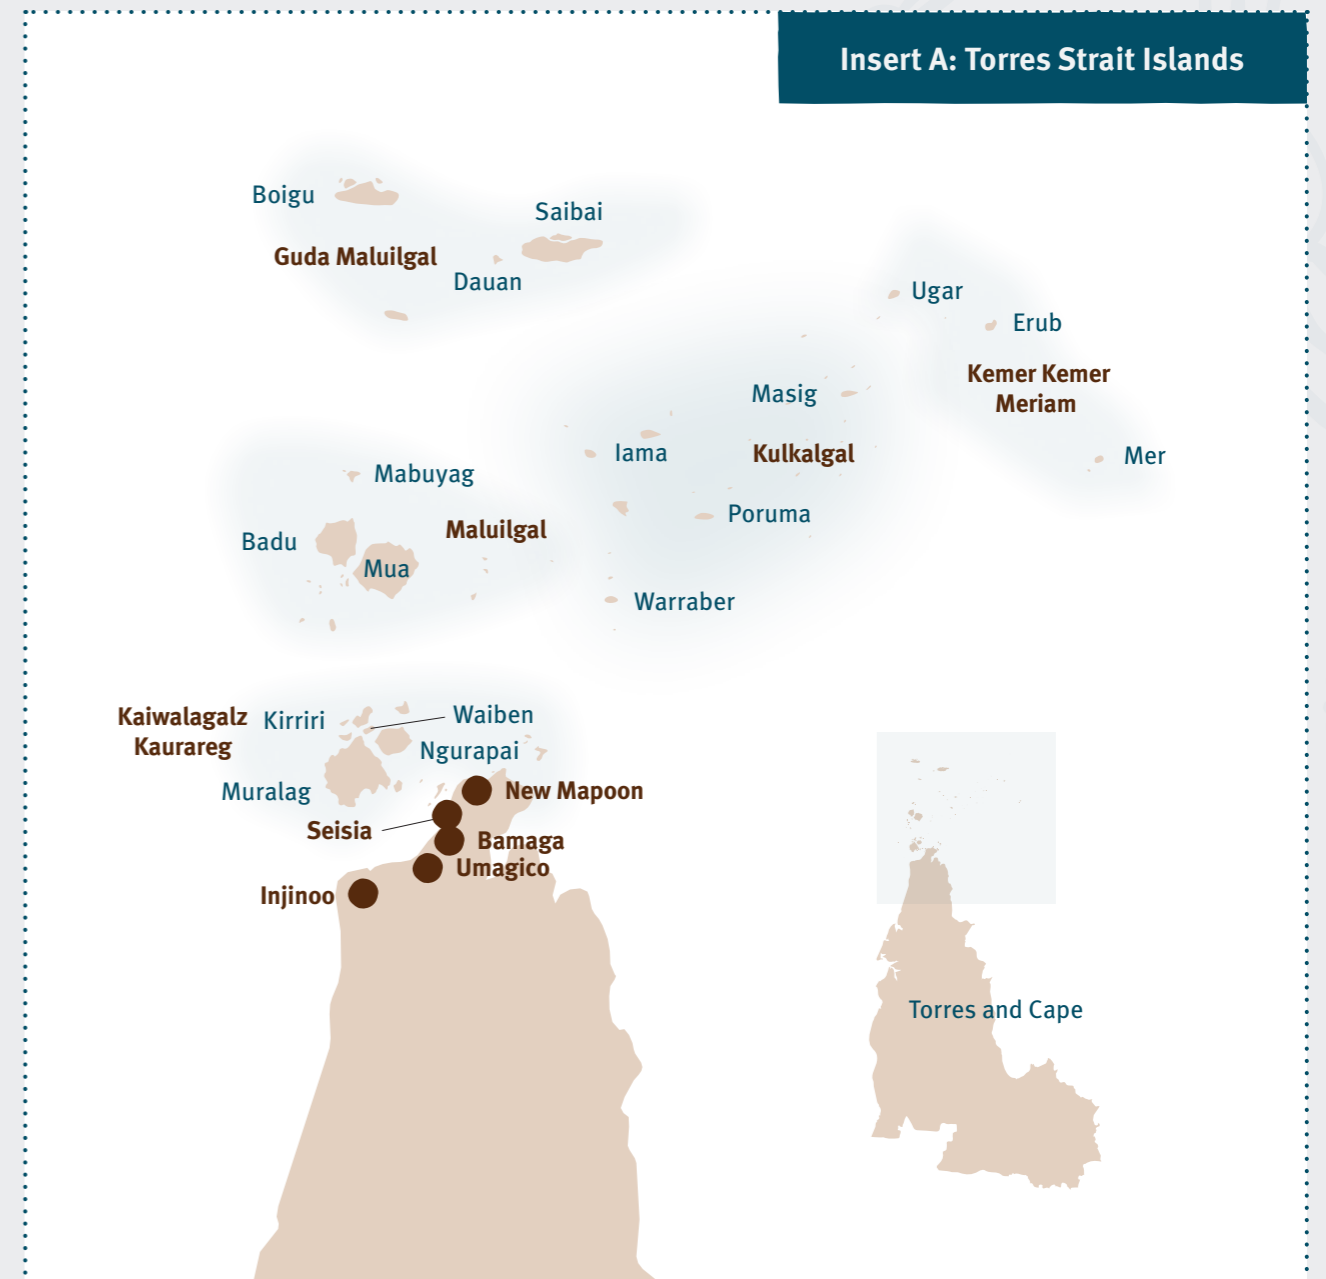 Insert A: Torres Strait Islands
Boigu
Saibai
Guda Maluilgal
Dauan
Ugar
Erub
Kemer Kemer
Meriam
Masig
Iama
Kulkalgal
Mer
Mabuyag
Poruma
Maluilgal
Badu
Mua
Warraber
Kaiwalagalz
Kaurareg
Kirriri
Waiben
Ngurapai
Muralag
New Mapoon
Seisia
Bamaga
Umagico
Injinoo
Torres and Cape